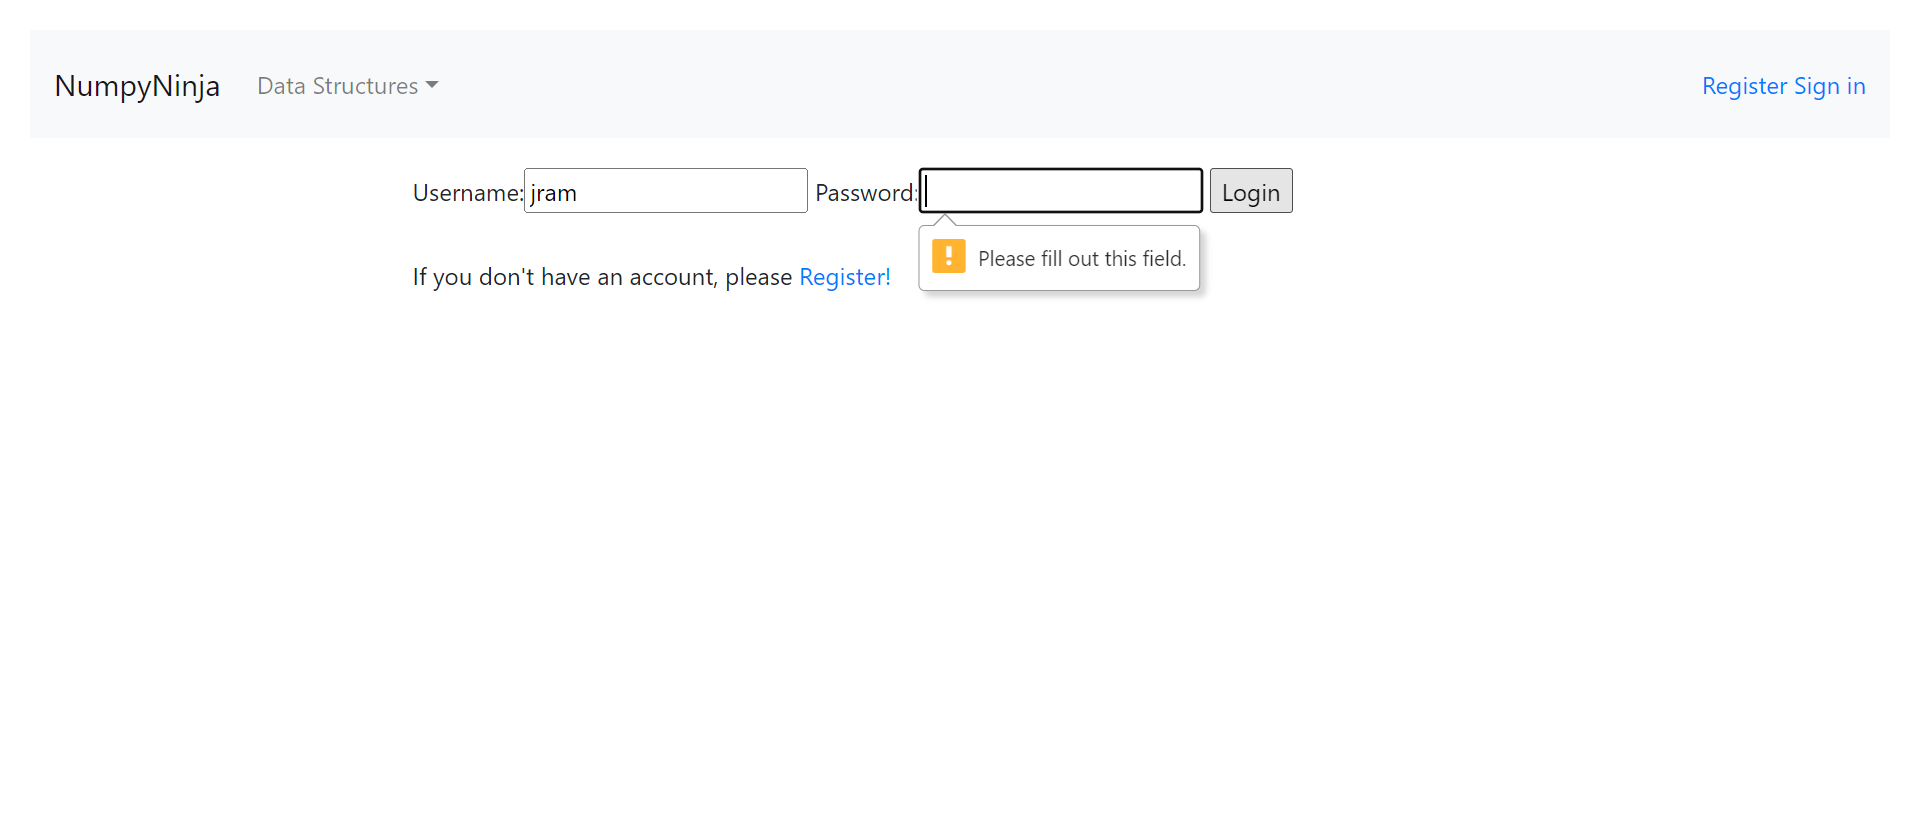 NumpyNinja Data Structures Register Sign in
Username: jram Password: Login
Please fill out this field.
If you don't have an account, please Register!